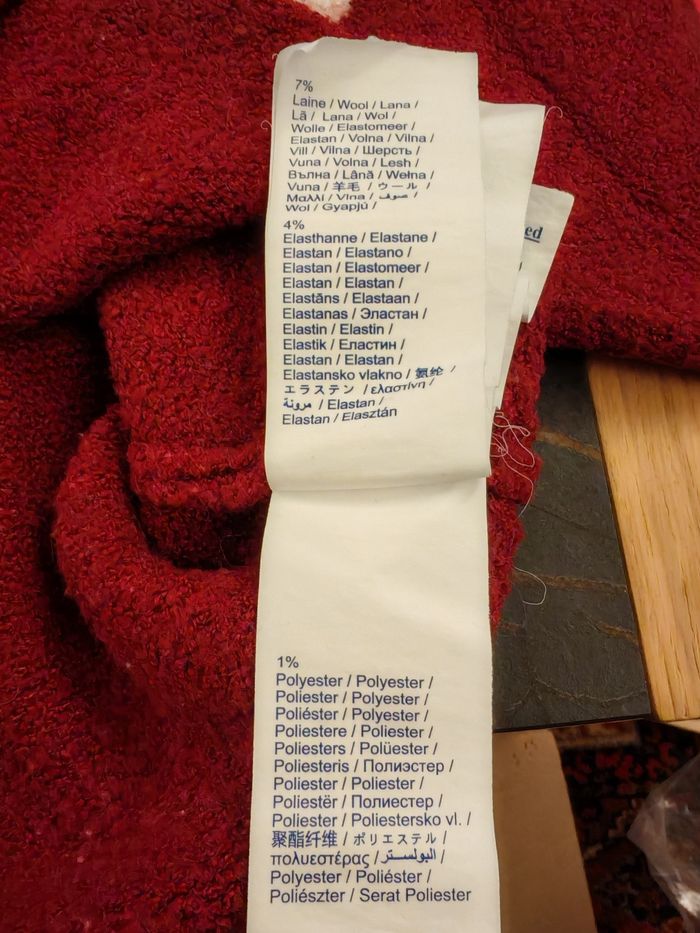 7%
Laine / Wool / Lana /
Lã / Lana / Wol /
Wolle / Elastomeer /
Elastan / Volna / Vilna /
Vill / Vilna / Шерсть /
Vuna / Volna / Lesh /
Вълна / Lână / Wełna /
Vuna / 羊毛 / ウール /
Μαλλί / Vlna / صوف /
Wol / Gyapjú /
4%
Elasthanne / Elastane /
Elastan / Elastano /
Elastan / Elastomeer /
Elastan / Elastan /
Elastāns / Elastaan /
Elastanas / Эластан /
Elastin / Elastin /
Elastik / Еластин /
Elastan / Elastan /
Elastansko vlakno / 氨纶 /
エラステン / ελαστίνη /
مرونة / Elastan /
Elastan / Elasztán
ed
1%
Polyester / Polyester /
Poliester / Polyester /
Poliéster / Polyester /
Poliestere / Poliester /
Poliesters / Polüester /
Poliesteris / Полиэстер /
Poliester / Poliester /
Poliestër / Полиестер /
Poliester / Poliestersko vl. /
聚酯纤维 / ポリエステル /
πολυεστέρας / البولستر /
Polyester / Poliéster /
Poliészter / Serat Poliester